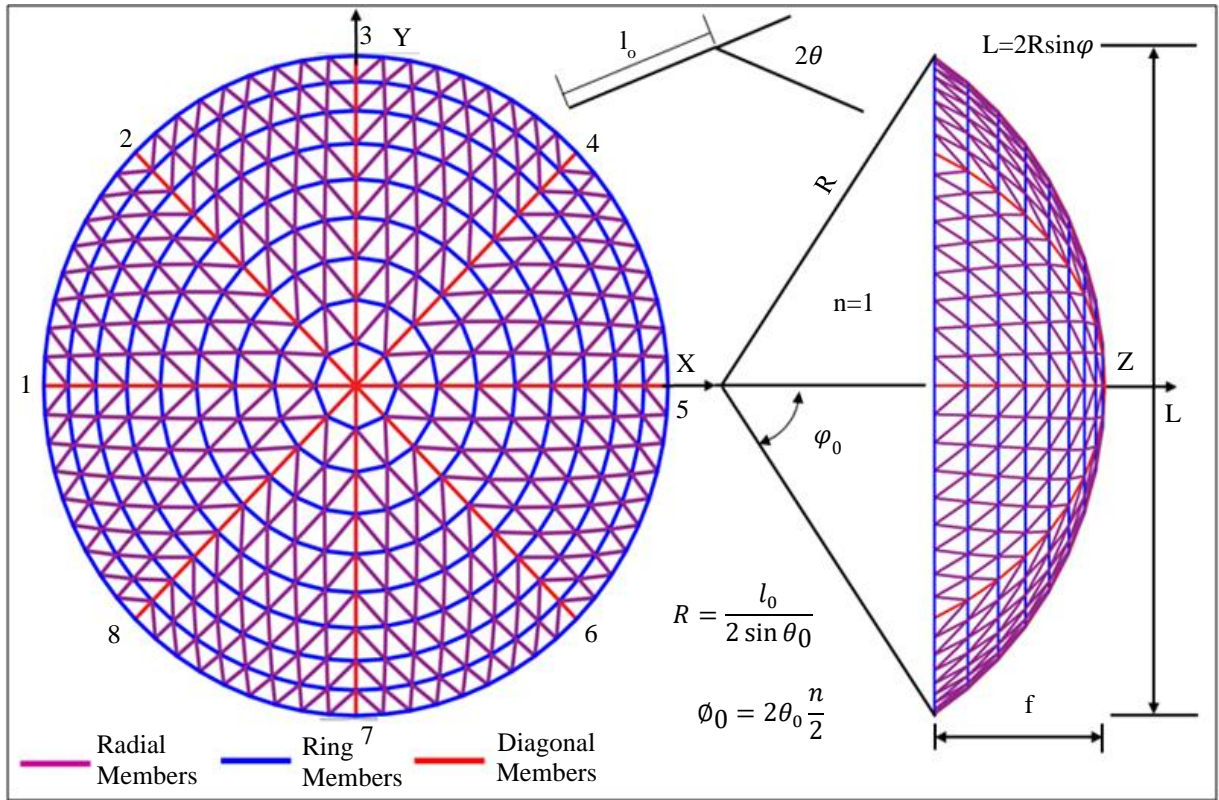 3 Y
l₀
2θ
L=2Rsinφ
2
4
R
n=1
1
X
5
Z
L
φ₀
8
6
R = l₀ / 2 sin θ₀
∅₀ = 2θ₀ n/2
f
7
Radial Members
Ring Members
Diagonal Members